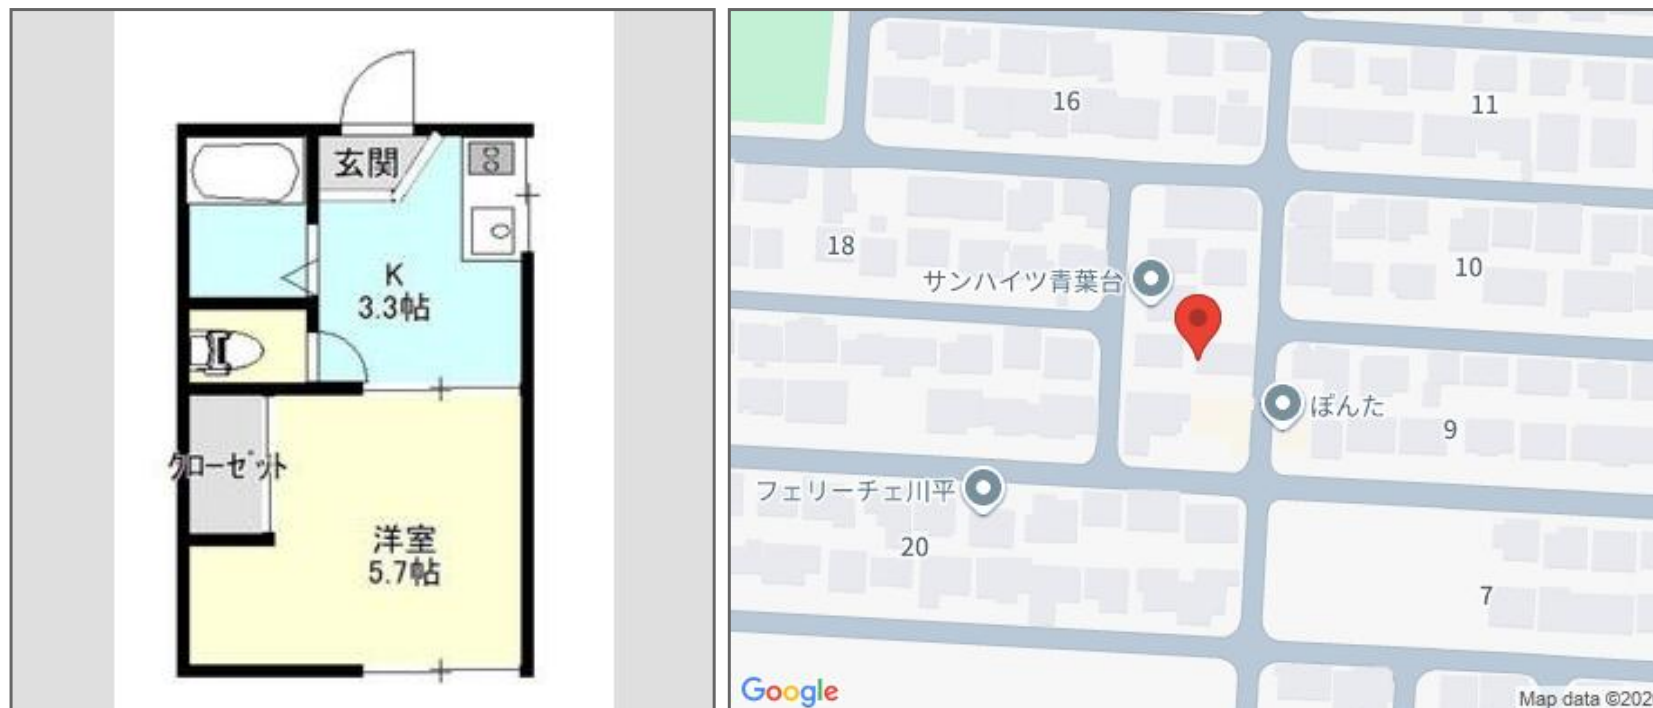 玄関
K
3.3帖
クローゼット
洋室
5.7帖
16
11
18
10
サンハイツ青葉台
ぽんた
9
フェリーチェ川平
20
7
Google
Map data ©202